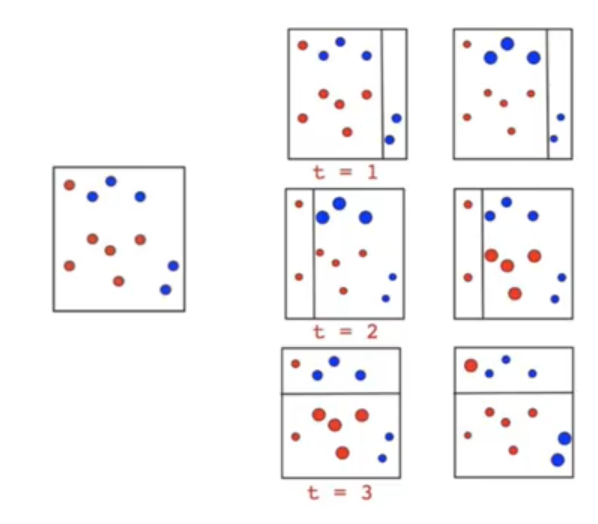 t = 1
t = 2
t = 3